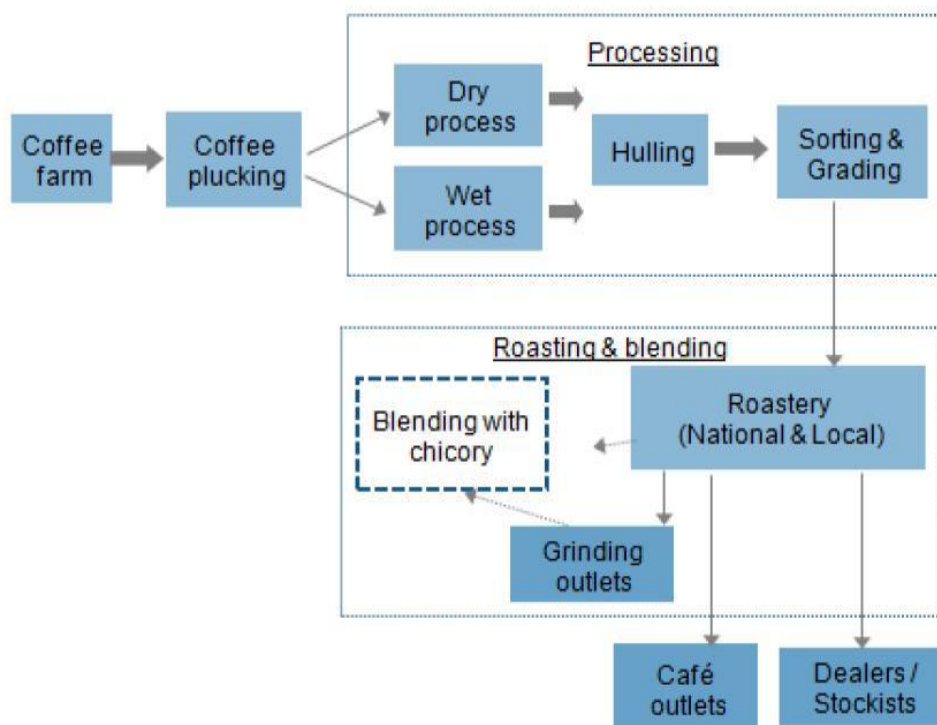 Processing
Coffee
farm
Coffee
plucking
Dry
process
Wet
process
Hulling
Sorting &
Grading
Roasting & blending
Blending with
chicory
Roastery
(National & Local)
Grinding
outlets
Café
outlets
Dealers /
Stockists